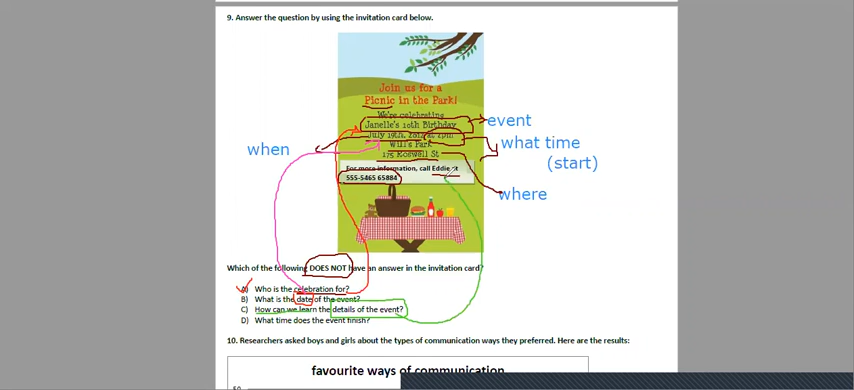 9. Answer the question by using the invitation card below.
Join us for a
Picnic in the Park!
We're celebrating
Janelle's 10th Birthday
July 19th, at 1pm
Will's Park
175 Roswell St
For more information, call Eddie at
555-5465 65884
event
when
what time
(start)
where
Which of the following DOES NOT have an answer in the invitation card?
A) Who is the celebration for?
B) What is the date of the event?
C) How can we learn the details of the event?
D) What time does the event finish?
10. Researchers asked boys and girls about the types of communication ways they preferred. Here are the results:
favourite ways of communication
50